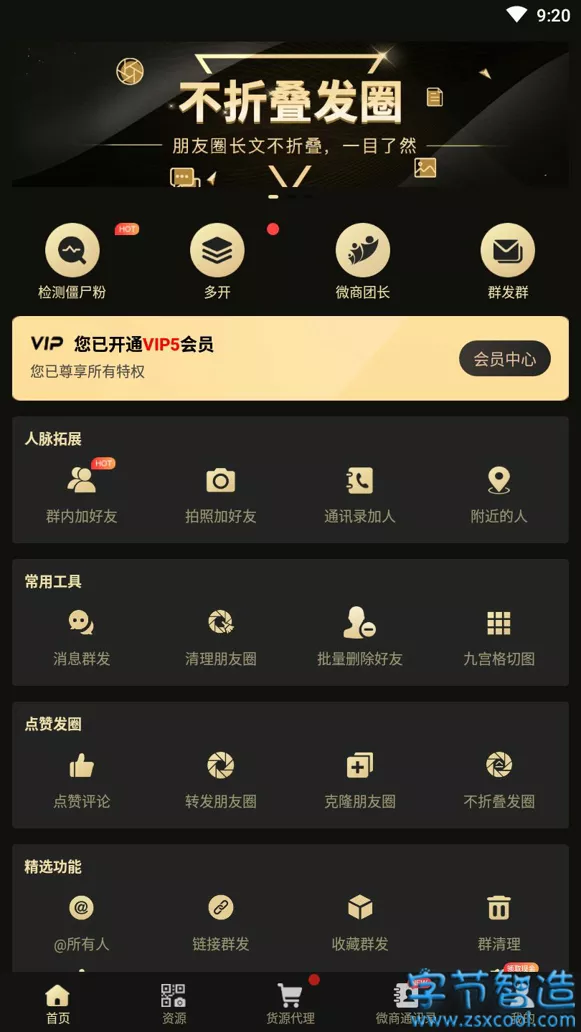 9:20
不折叠发圈
朋友圈长文不折叠，一目了然
HOT
检测僵尸粉
多开
微商团长
群发群
VIP 您已开通VIP5会员
您已尊享所有特权
会员中心
人脉拓展
HOT
群内加好友
拍照加好友
通讯录加人
附近的人
常用工具
消息群发
清理朋友圈
批量删除好友
九宫格切图
点赞发圈
点赞评论
转发朋友圈
克隆朋友圈
不折叠发圈
精选功能
@所有人
链接群发
收藏群发
群清理
首页
资源
货源代理
微商通讯录
我的
字节智造
www.zsxcool.com